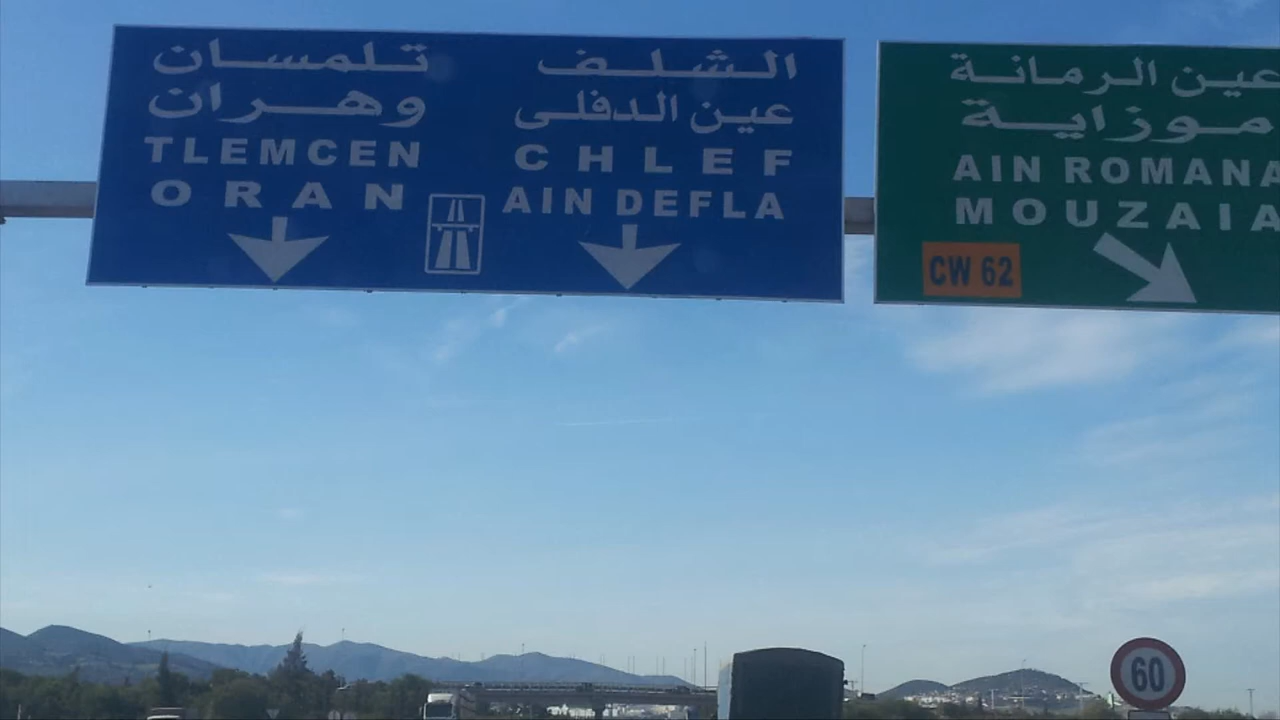 تلمسان
وهران
TLEMCEN
ORAN
الشلف
عين الدفلى
CHLEF
AIN DEFLA
عين الرمانة
موزاية
AIN ROMANA
MOUZAIA
CW 62
60